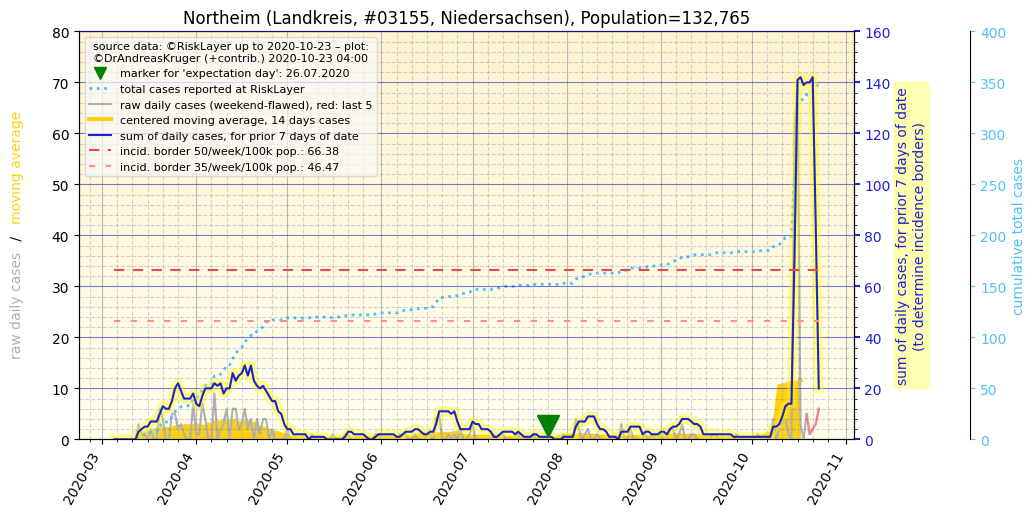 Northeim (Landkreis, #03155, Niedersachsen), Population=132,765
source data: ©RiskLayer up to 2020-10-23 – plot:
©DrAndreasKruger (+contrib.) 2020-10-23 04:00
marker for 'expectation day': 26.07.2020
total cases reported at RiskLayer
raw daily cases (weekend-flawed), red: last 5
centered moving average, 14 days cases
sum of daily cases, for prior 7 days of date
incid. border 50/week/100k pop.: 66.38
incid. border 35/week/100k pop.: 46.47
raw daily cases / moving average
80
70
60
50
40
30
20
10
0
2020-03
2020-04
2020-05
2020-06
2020-07
2020-08
2020-09
2020-10
2020-11
160
140
120
100
80
60
40
20
0
sum of daily cases, for prior 7 days of date
(to determine incidence borders)
400
350
300
250
200
150
100
50
0
cumulative total cases